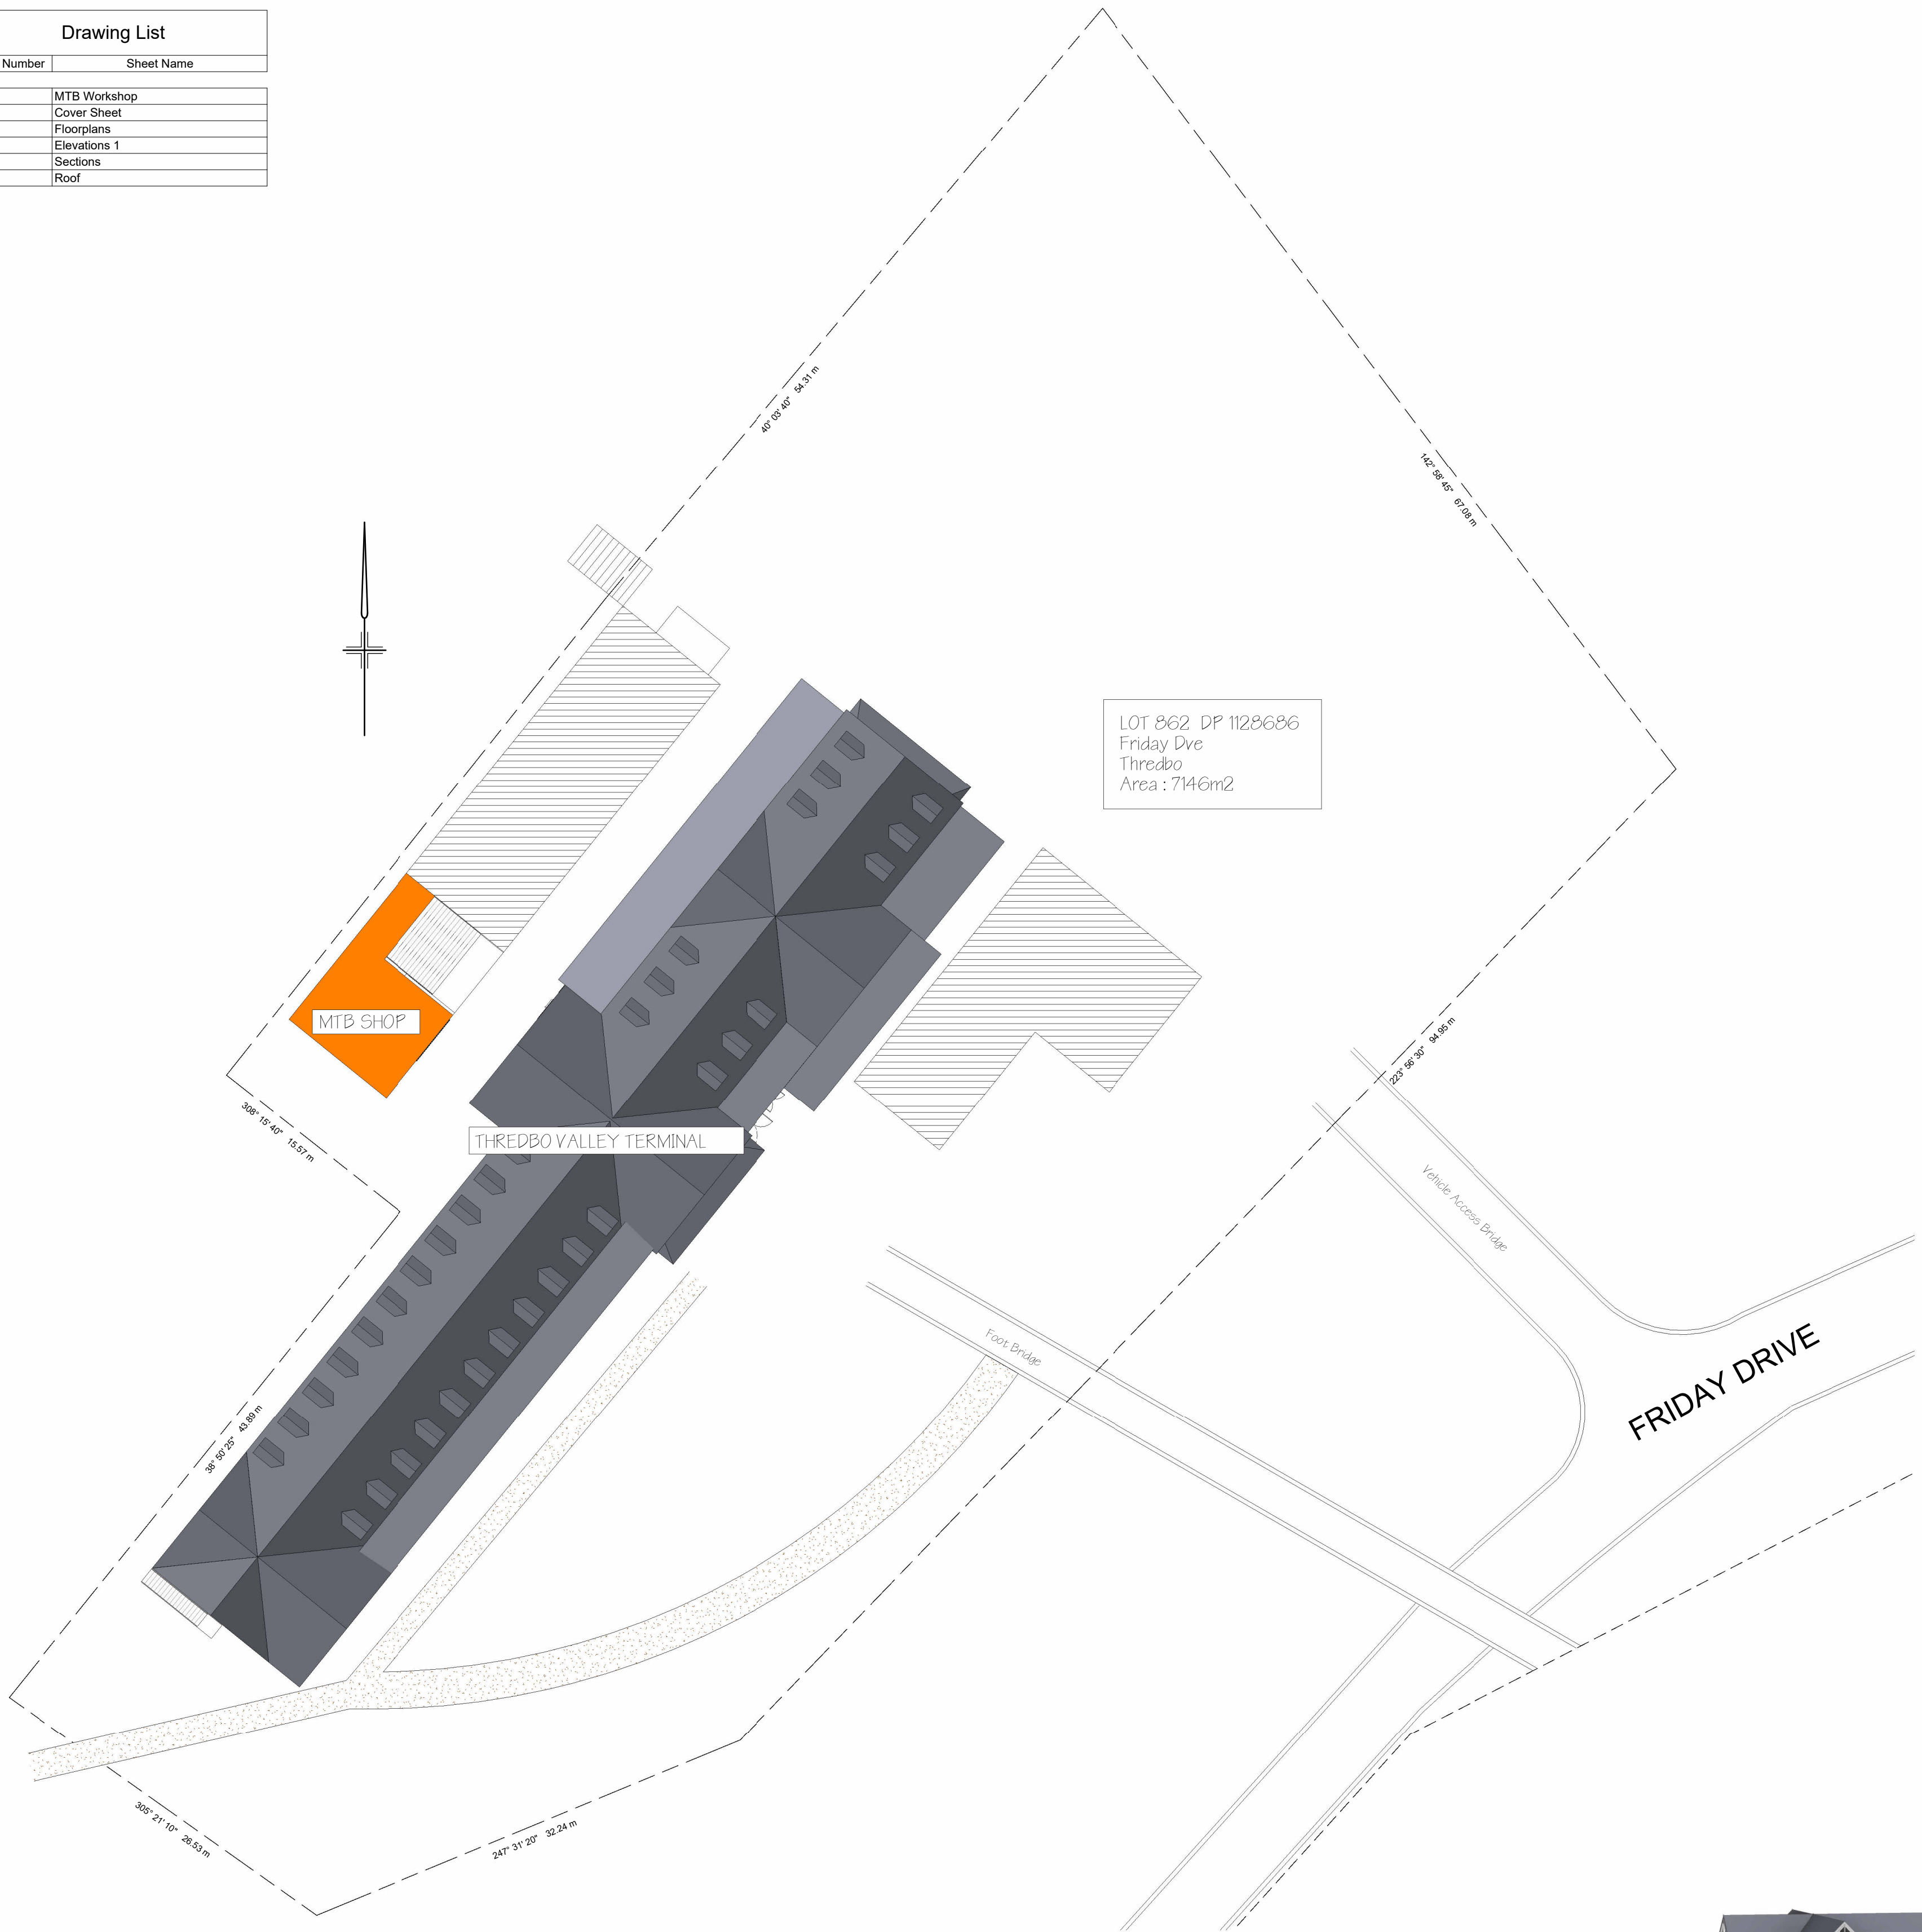 Drawing List
Number Sheet Name
MTB Workshop
Cover Sheet
Floorplans
Elevations 1
Sections
Roof
40° 03' 40" 54.31 m
142° 58' 45" 67.08 m
LOT 862 DP 1128686
Friday Dve
Thredbo
Area : 7146m2
MTB SHOP
223° 56' 30" 94.95 m
308° 15' 40" 15.57 m
THREDBO VALLEY TERMINAL
Vehicle Access Bridge
Foot Bridge
FRIDAY DRIVE
38° 50' 25" 43.89 m
305° 21' 10" 26.53 m
247° 31' 20" 32.24 m